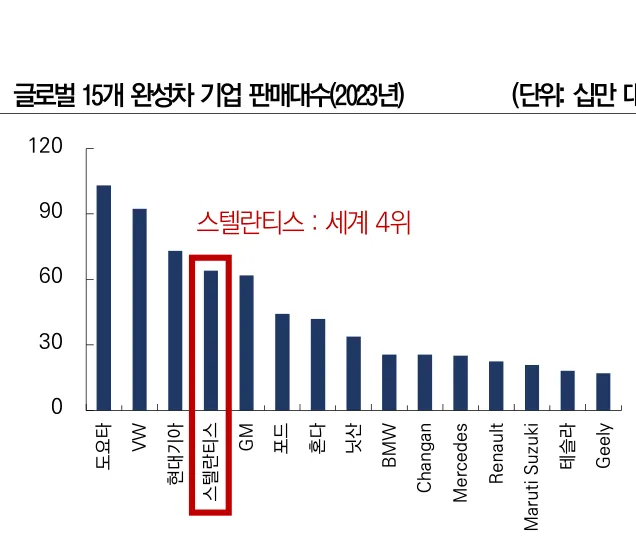 글로벌 15개 완성차 기업 판매대수(2023년)
(단위: 십만 대
120
90
60
30
0
스텔란티스 : 세계 4위
도요타
VW
현대기아
스텔란티스
GM
포드
혼다
닛산
BMW
Changan
Mercedes
Renault
Maruti Suzuki
테슬라
Geely